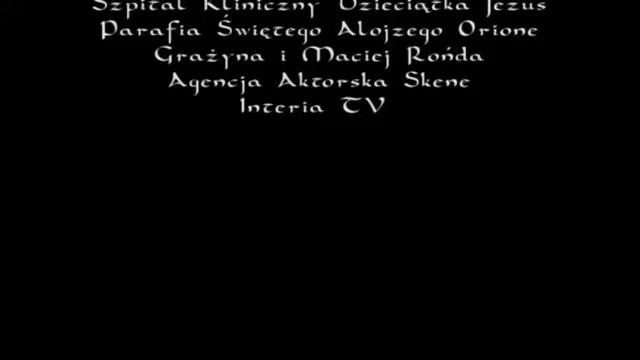 Szpital Kliniczny Dzieciątka Jezus
Parafia Świętego Alojzego Orione
Grażyna i Maciej Rońda
Agencja Aktorska Skene
Interia TV